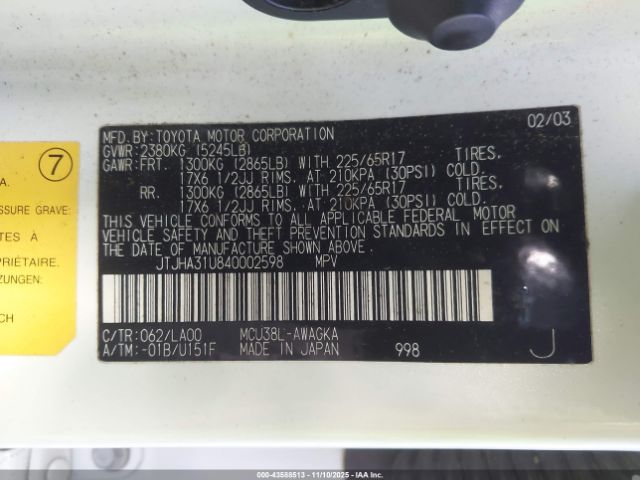 MFD. BY: TOYOTA MOTOR CORPORATION 02/03
GVWR: 2380KG (5245LB)
GAWR: FRT. 1300KG (2865LB) WITH 225/65R17 TIRES,
17X6 1/2JJ RIMS, AT 210KPA (30PSI) COLD.
RR. 1300KG (2865LB) WITH 225/65R17 TIRES,
17X6 1/2JJ RIMS, AT 210KPA (30PSI) COLD.
THIS VEHICLE CONFORMS TO ALL APPLICABLE FEDERAL MOTOR
VEHICLE SAFETY AND THEFT PREVENTION STANDARDS IN EFFECT ON
THE DATE OF MANUFACTURE SHOWN ABOVE.
JTJHA31U840002598 MPV
C/TR: 062/LA00 MCU38L-AWAGKA
A/TM: -01B/U151F MADE IN JAPAN 998 J
7
A.
SSURE GRAVE:
TES À
PRIÉTAIRE.
ZUNGEN.
CH
000-43588513 - 11/10/2025 - IAAI.com